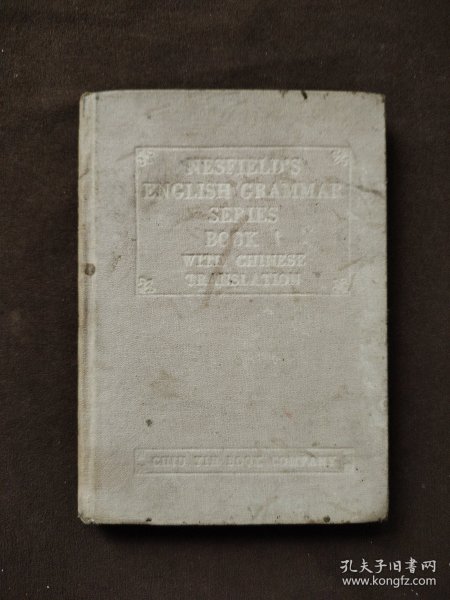 NESFIELD'S
ENGLISH GRAMMAR
SERIES
BOOK
WITH CHINESE
TRANSLATION
BOOK COMPANY
孔夫子旧书网
www.kongfz.com